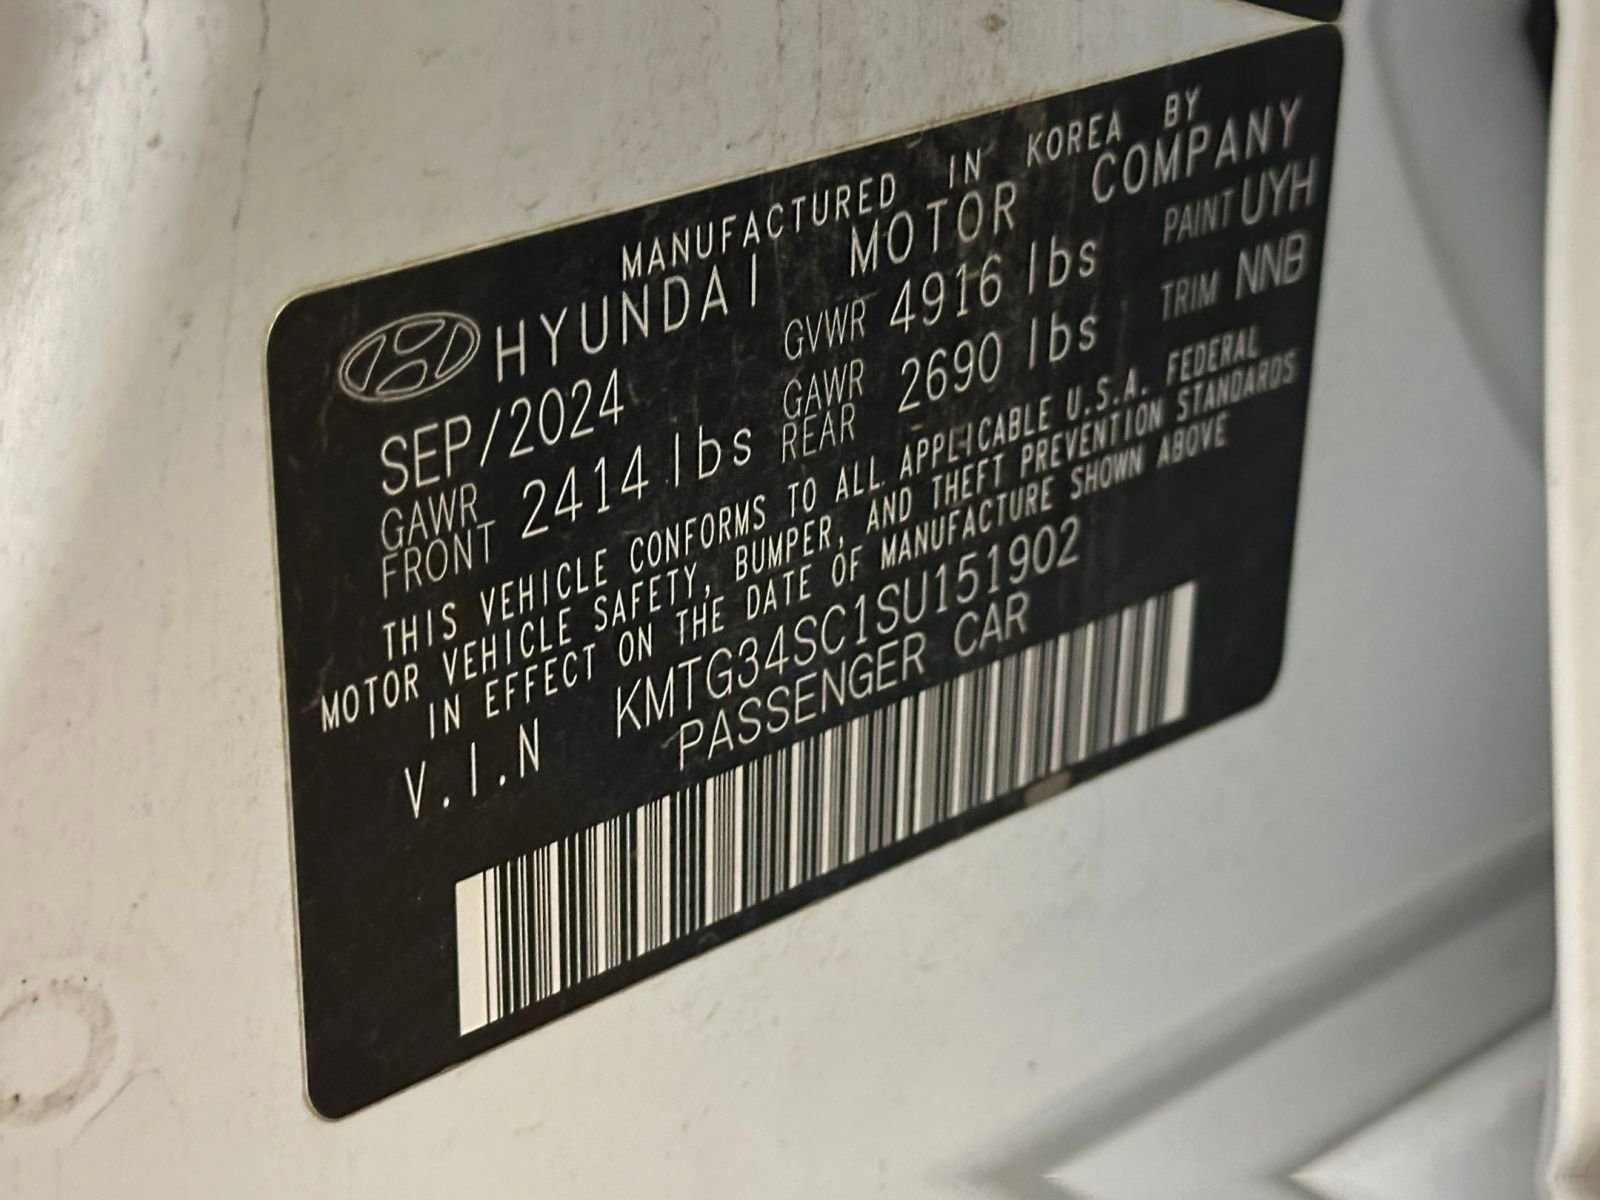 MANUFACTURED IN KOREA BY
HYUNDAI MOTOR COMPANY
SEP/2024 GVWR 4916 lbs PAINT UYH
GAWR FRONT 2414 lbs GAWR REAR 2690 lbs TRIM NNB
THIS VEHICLE CONFORMS TO ALL APPLICABLE U.S.A. FEDERAL
MOTOR VEHICLE SAFETY, BUMPER, AND THEFT PREVENTION STANDARDS
IN EFFECT ON THE DATE OF MANUFACTURE SHOWN ABOVE
V.I.N KMTG34SC1SU151902
PASSENGER CAR